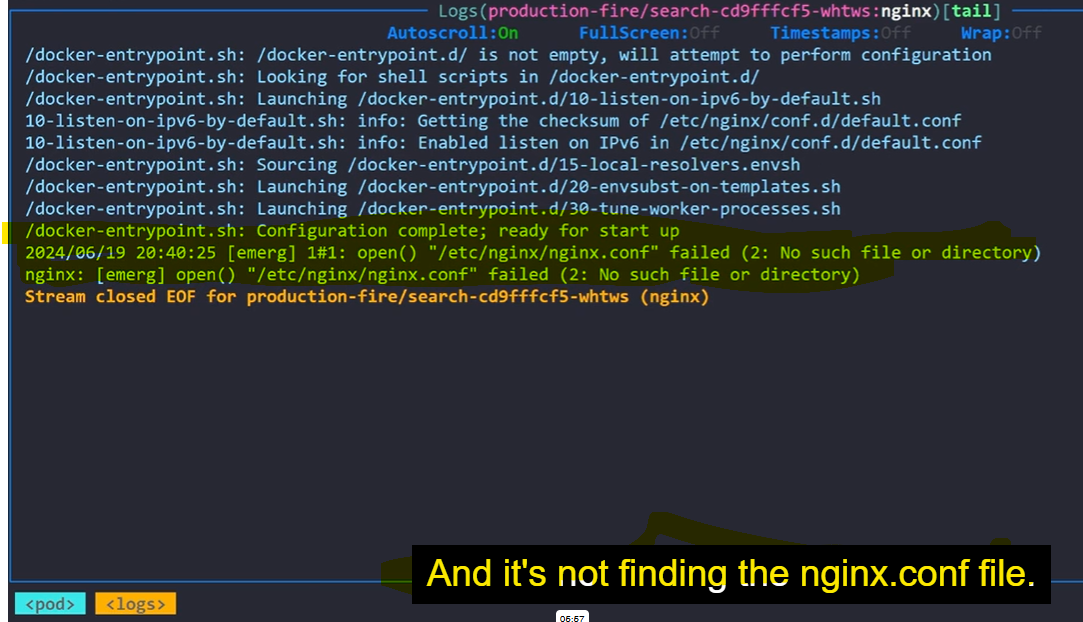 Logs(production-fire/search-cd9fffcf5-whtws:nginx)[tail]
Autoscroll:On FullScreen:Off Timestamps:Off Wrap:Off
/docker-entrypoint.sh: /docker-entrypoint.d/ is not empty, will attempt to perform configuration
/docker-entrypoint.sh: Looking for shell scripts in /docker-entrypoint.d/
/docker-entrypoint.sh: Launching /docker-entrypoint.d/10-listen-on-ipv6-by-default.sh
10-listen-on-ipv6-by-default.sh: info: Getting the checksum of /etc/nginx/conf.d/default.conf
10-listen-on-ipv6-by-default.sh: info: Enabled listen on IPv6 in /etc/nginx/conf.d/default.conf
/docker-entrypoint.sh: Sourcing /docker-entrypoint.d/15-local-resolvers.envsh
/docker-entrypoint.sh: Launching /docker-entrypoint.d/20-envsubst-on-templates.sh
/docker-entrypoint.sh: Launching /docker-entrypoint.d/30-tune-worker-processes.sh
/docker-entrypoint.sh: Configuration complete; ready for start up
2024/06/19 20:40:25 [emerg] 1#1: open() "/etc/nginx/nginx.conf" failed (2: No such file or directory)
nginx: [emerg] open() "/etc/nginx/nginx.conf" failed (2: No such file or directory)
Stream closed EOF for production-fire/search-cd9fffcf5-whtws (nginx)
And it's not finding the nginx.conf file.
<pod> <logs>
05:57